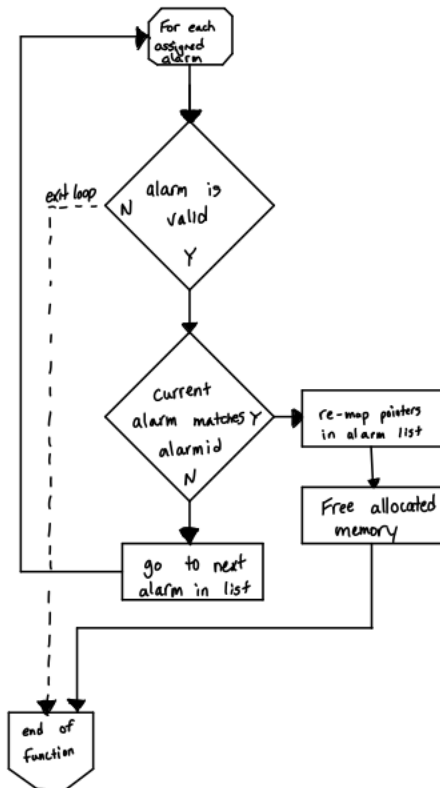 For each
assigned
alarm
exit loop
N alarm is
valid
Y
current
alarm matches Y
alarmid
N
re-map pointers
in alarm list
Free allocated
memory
go to next
alarm in list
end of
function